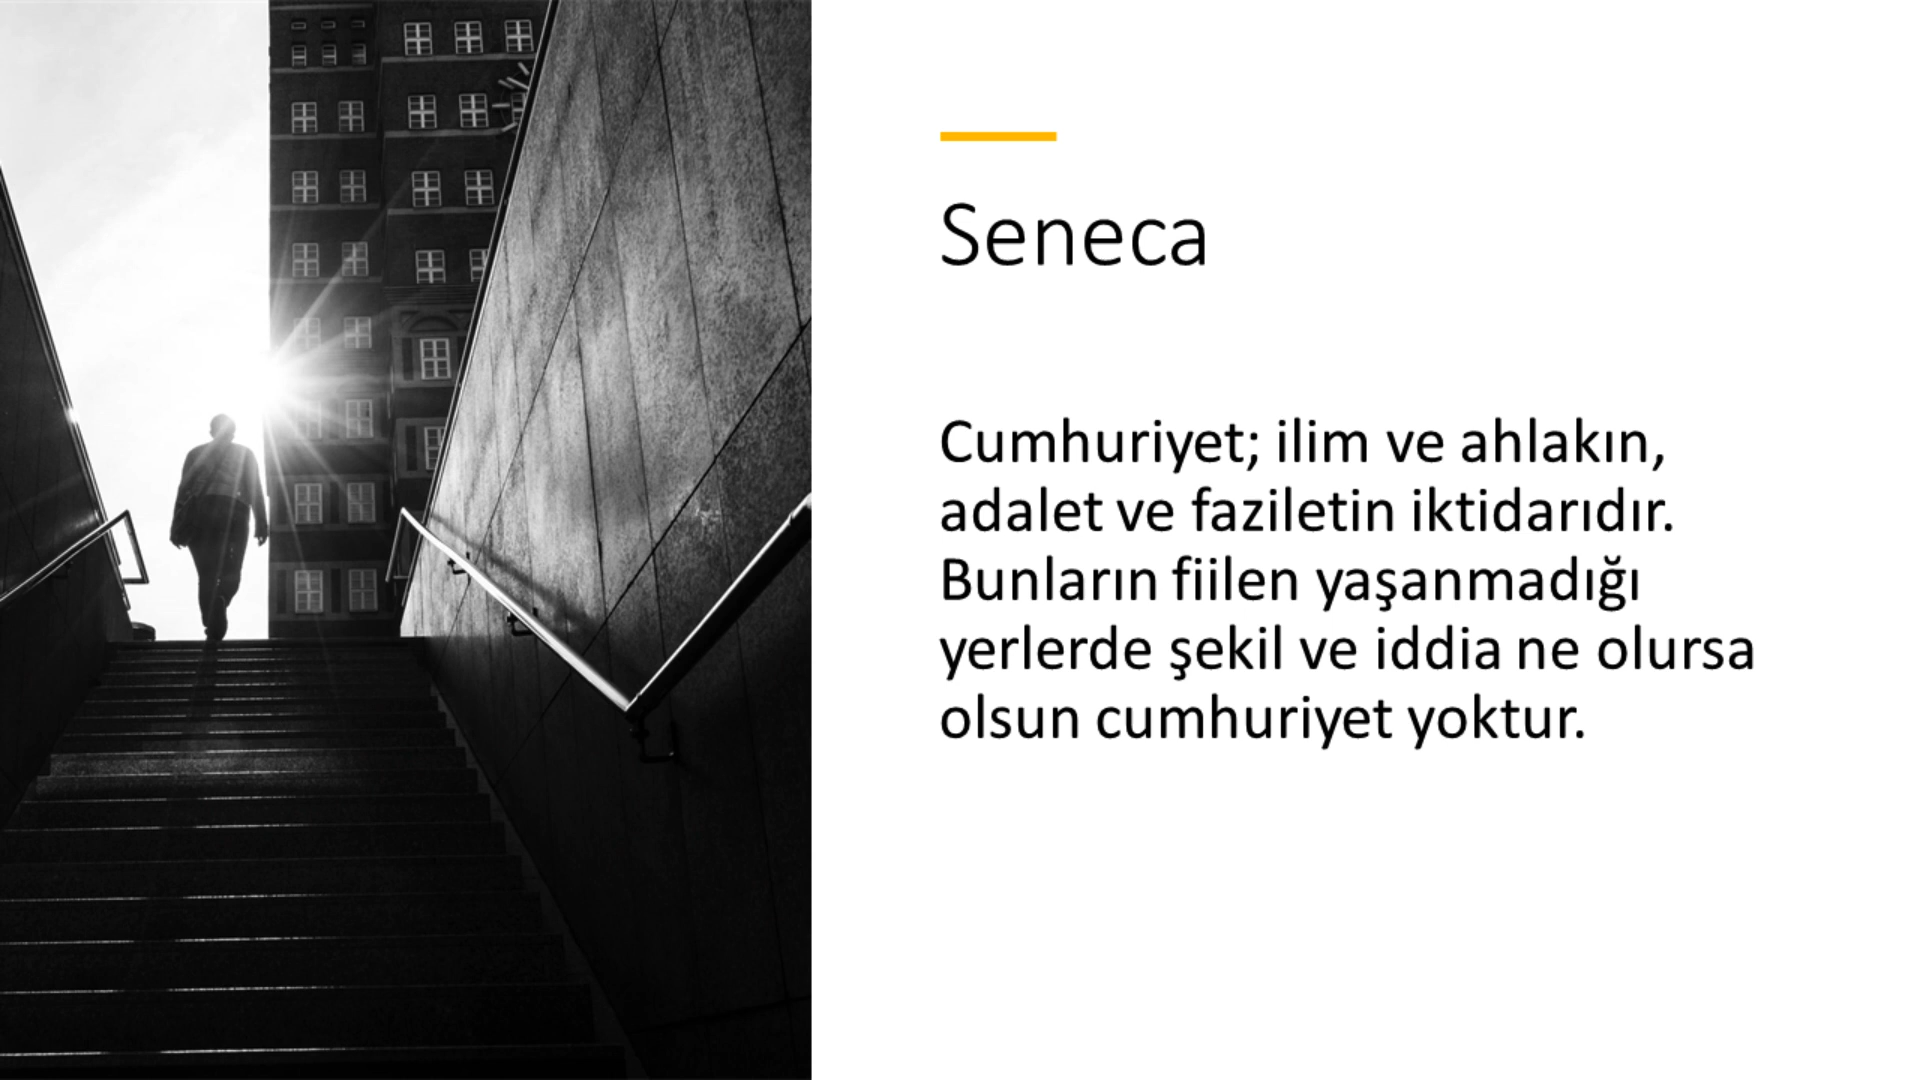 Seneca
Cumhuriyet; ilim ve ahlakın,
adalet ve faziletin iktidarıdır.
Bunların fiilen yaşanmadığı
yerlerde şekil ve iddia ne olursa
olsun cumhuriyet yoktur.